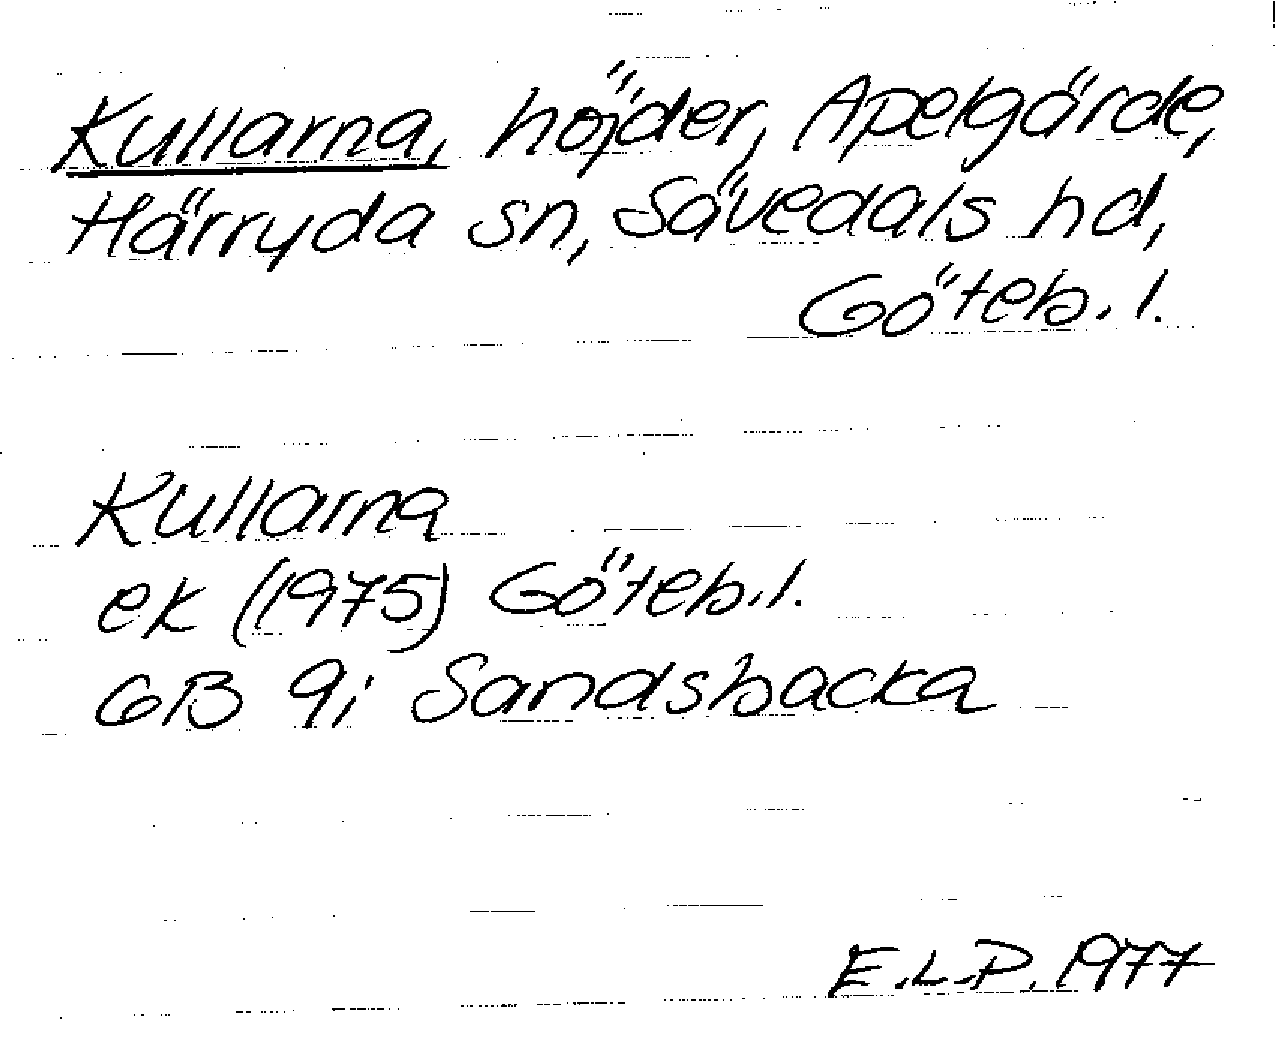 Kullarna, höjder, Apelgärde,
Härryda sn, Sävedals hd,
Göteb. l.
Kullarna
ek (1975) Göteb. l.
GB 9i Sandsbacka
E.L.P. 1977